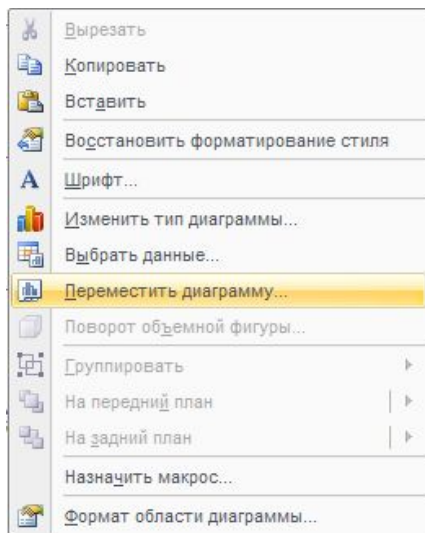 Вырезать
Копировать
Вставить
Восстановить форматирование стиля
Шрифт...
Изменить тип диаграммы...
Выбрать данные...
Переместить диаграмму...
Поворот объемной фигуры...
Группировать
На передний план
На задний план
Назначить макрос...
Формат области диаграммы...